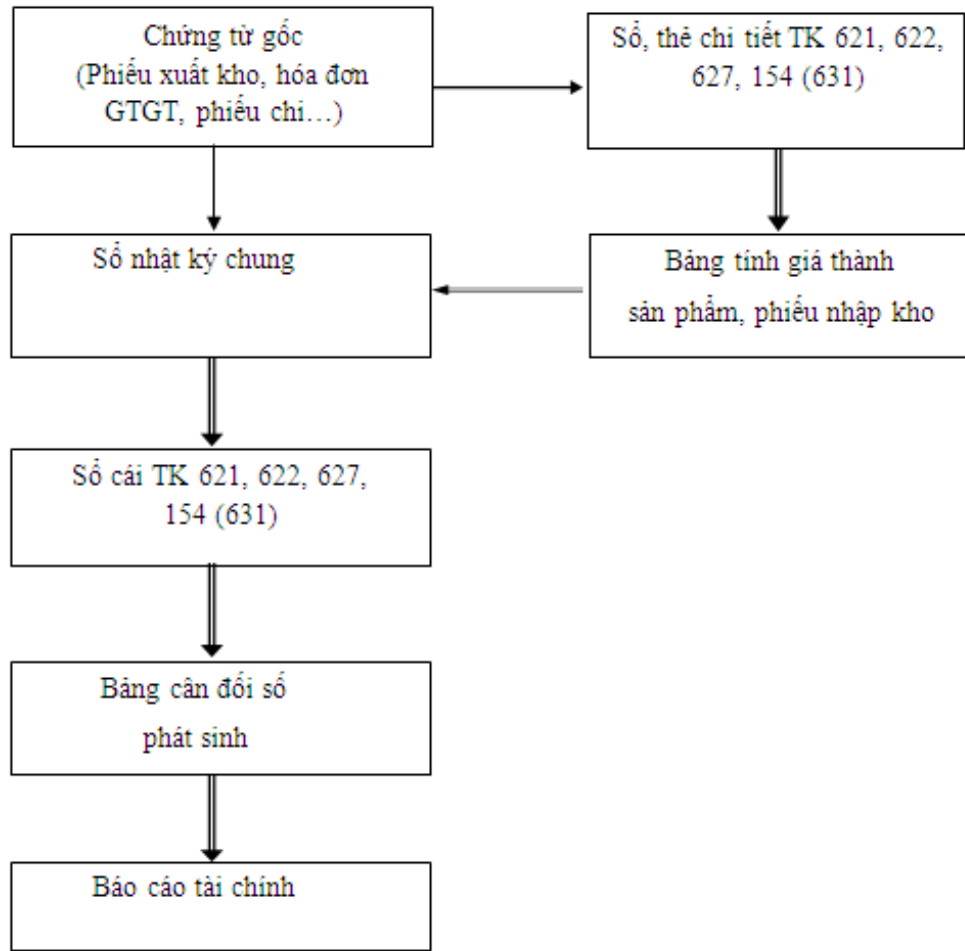 Chứng từ gốc
(Phiếu xuất kho, hóa đơn
GTGT, phiếu chi…)
Sổ, thẻ chi tiết TK 621, 622,
627, 154 (631)
Sổ nhật ký chung
Bảng tính giá thành
sản phẩm, phiếu nhập kho
Sổ cái TK 621, 622, 627,
154 (631)
Bảng cân đối số
phát sinh
Báo cáo tài chính